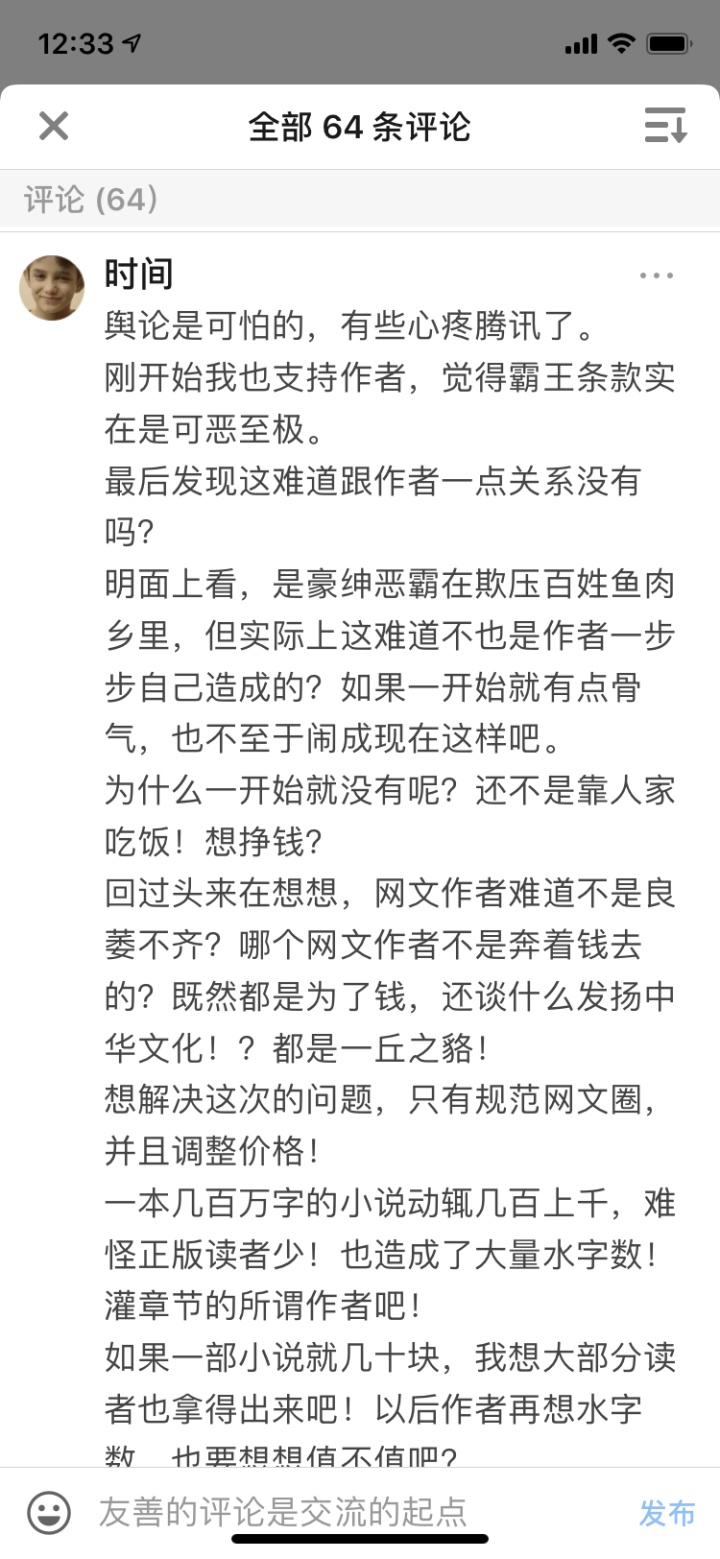 12:33
全部 64 条评论
评论 (64)
时间
舆论是可怕的，有些心疼腾讯了。
刚开始我也支持作者，觉得霸王条款实
在是可恶至极。
最后发现这难道跟作者一点关系没有
吗？
明面上看，是豪绅恶霸在欺压百姓鱼肉
乡里，但实际上这难道不也是作者一步
步自己造成的？如果一开始就有点骨
气，也不至于闹成现在这样吧。
为什么一开始就没有呢？还不是靠人家
吃饭！想挣钱？
回过头来在想想，网文作者难道不是良
萎不齐？哪个网文作者不是奔着钱去
的？既然都是为了钱，还谈什么发扬中
华文化！？都是一丘之貉！
想解决这次的问题，只有规范网文圈，
并且调整价格！
一本几百万字的小说动辄几百上千，难
怪正版读者少！也造成了大量水字数！
灌章节的所谓作者吧！
如果一部小说就几十块，我想大部分读
者也拿得出来吧！以后作者再想水字
数，也要想想值不值吧？
友善的评论是交流的起点
发布